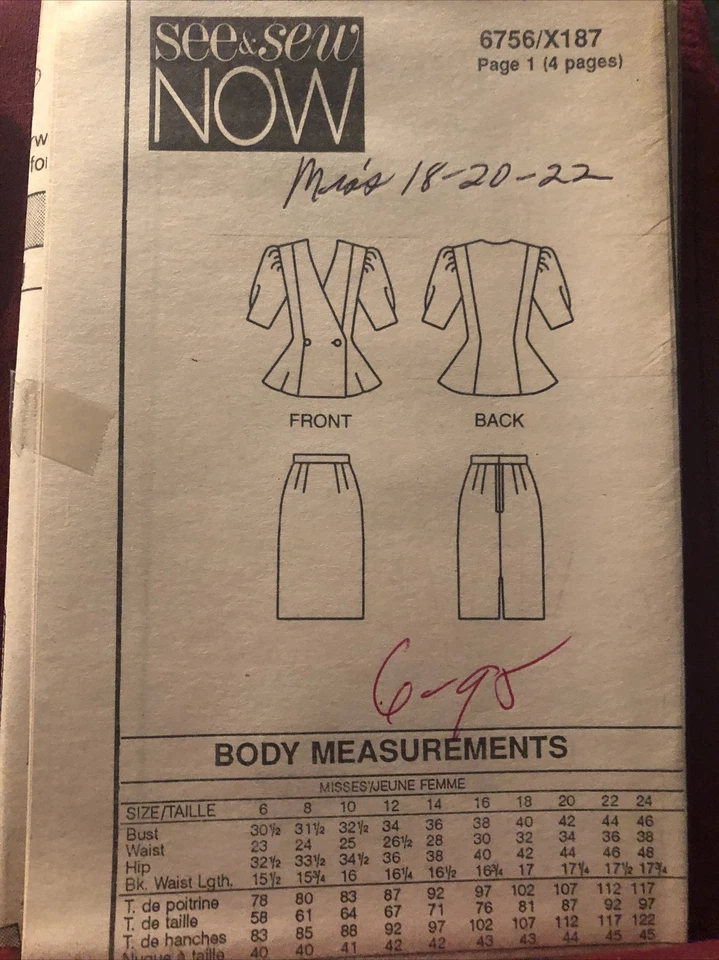 see & sew
NOW
6756/X187
Page 1 (4 pages)
18-20-22
FRONT
BACK
6-95
BODY MEASUREMENTS
MISSES'/JEUNE FEMME
SIZE/TAILLE 6 8 10 12 14 16 18 20 22 24
Bust 30½ 31½ 32½ 34 36 38 40 42 44 46
Waist 23 24 25 26½ 28 30 32 34 36 38
Hip 32½ 33½ 34½ 36 38 40 42 44 46 48
Bk. Waist Lgth. 15½ 15¾ 16 16¼ 16½ 16¾ 17 17¼ 17½ 17¾
T. de poitrine 78 80 83 87 92 97 102 107 112 117
T. de taille 58 61 64 67 71 76 81 87 92 97
T. de hanches 83 85 88 92 97 102 107 112 117 122
Nuque à taille 40 40 41 42 42 43 43 44 45 45